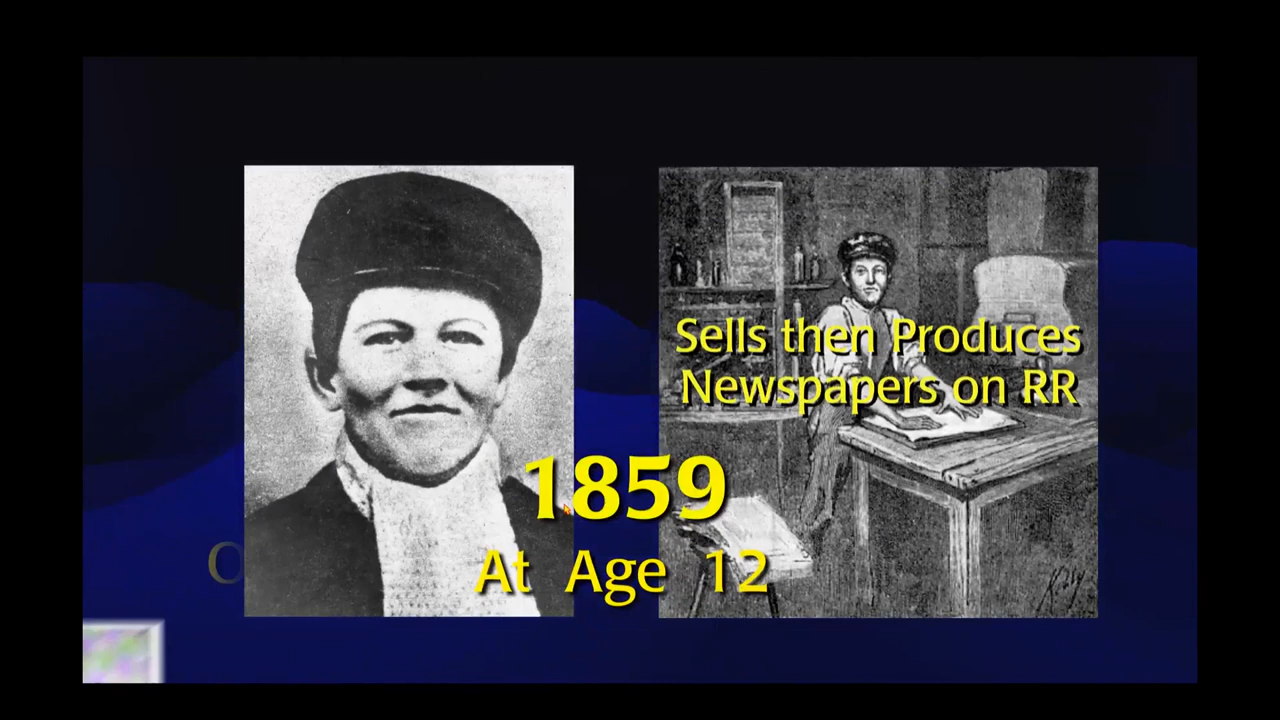 Sells then Produces
Newspapers on RR
1859
At Age 12
O